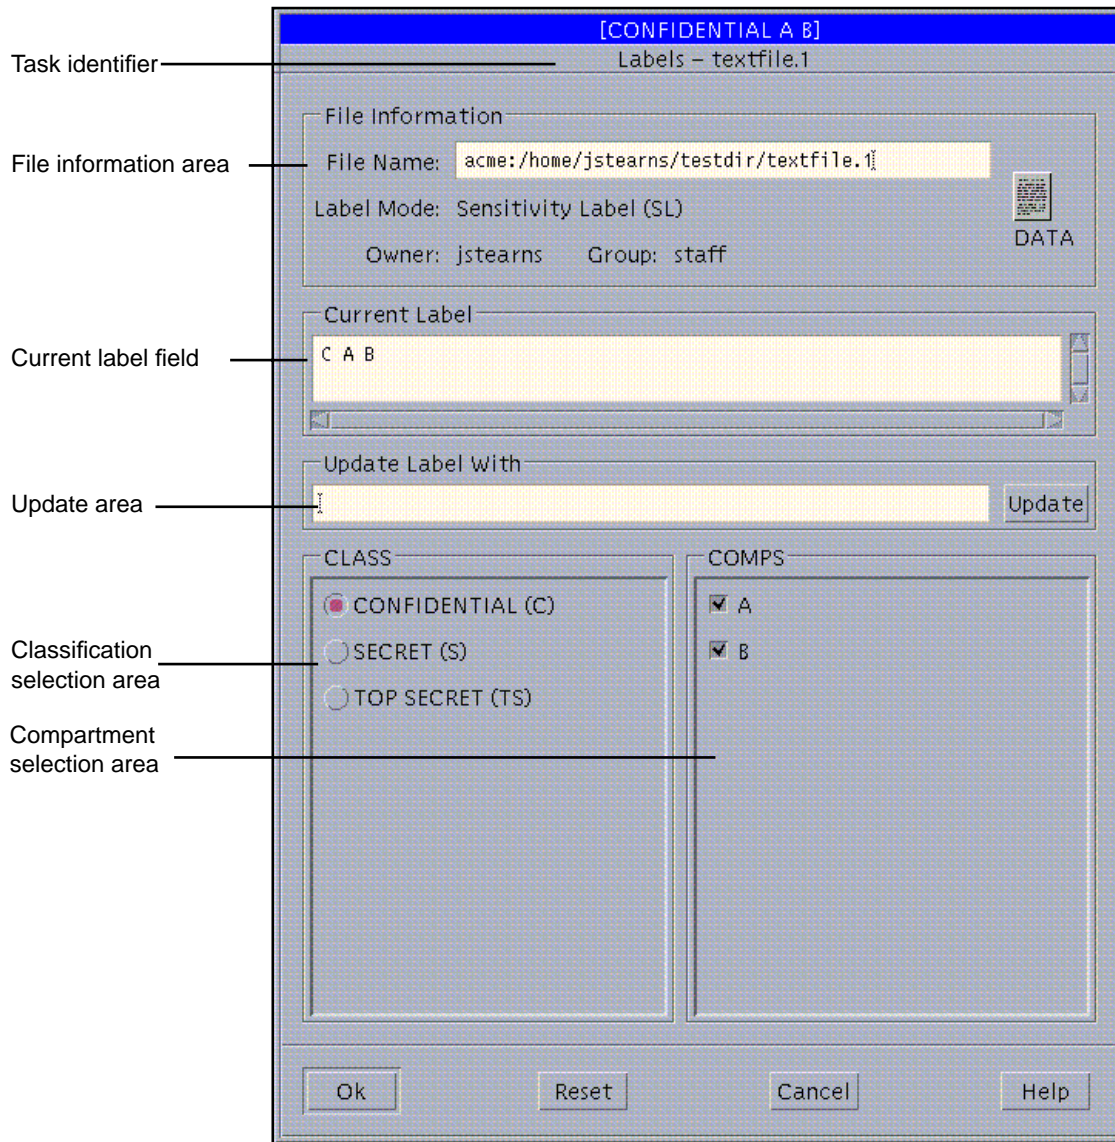 [CONFIDENTIAL A B]
Task identifier
Labels – textfile.1
File Information
File information area
File Name: acme:/home/jstearns/testdir/textfile.1
Label Mode: Sensitivity Label (SL)
DATA
Owner: jstearns Group: staff
Current Label
Current label field
C A B
Update Label With
Update area
Update
CLASS
COMPS
CONFIDENTIAL (C)
A
Classification
selection area
SECRET (S)
B
TOP SECRET (TS)
Compartment
selection area
Ok
Reset
Cancel
Help